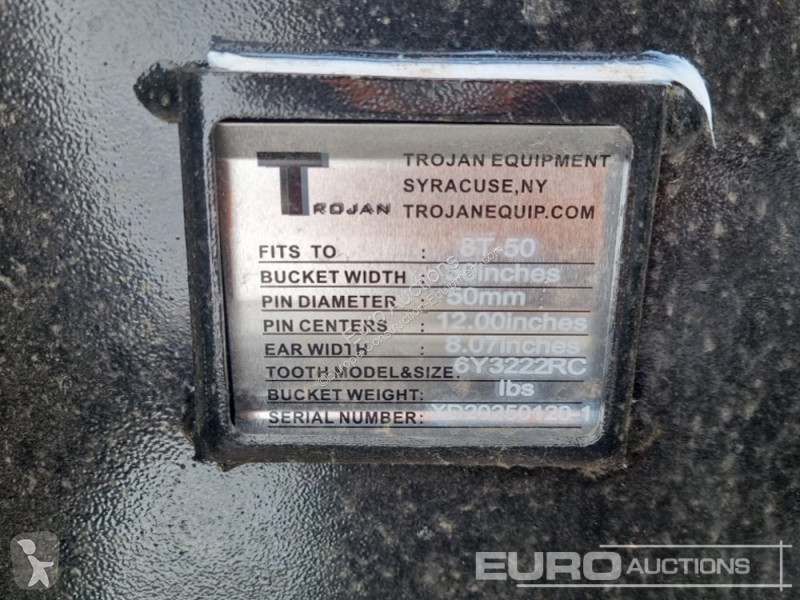 TROJAN EQUIPMENT
SYRACUSE,NY
TROJAN TROJANEQUIP.COM
FITS TO : 8T-50
BUCKET WIDTH : inches
PIN DIAMETER : 50mm
PIN CENTERS : 12.00inches
EAR WIDTH : 8.07inches
TOOTH MODEL&SIZE: 6Y3222RC
BUCKET WEIGHT: lbs
SERIAL NUMBER:
EURO AUCTIONS